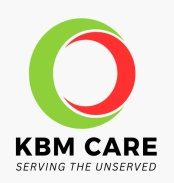 KBM CARE
SERVING THE UNSERVED